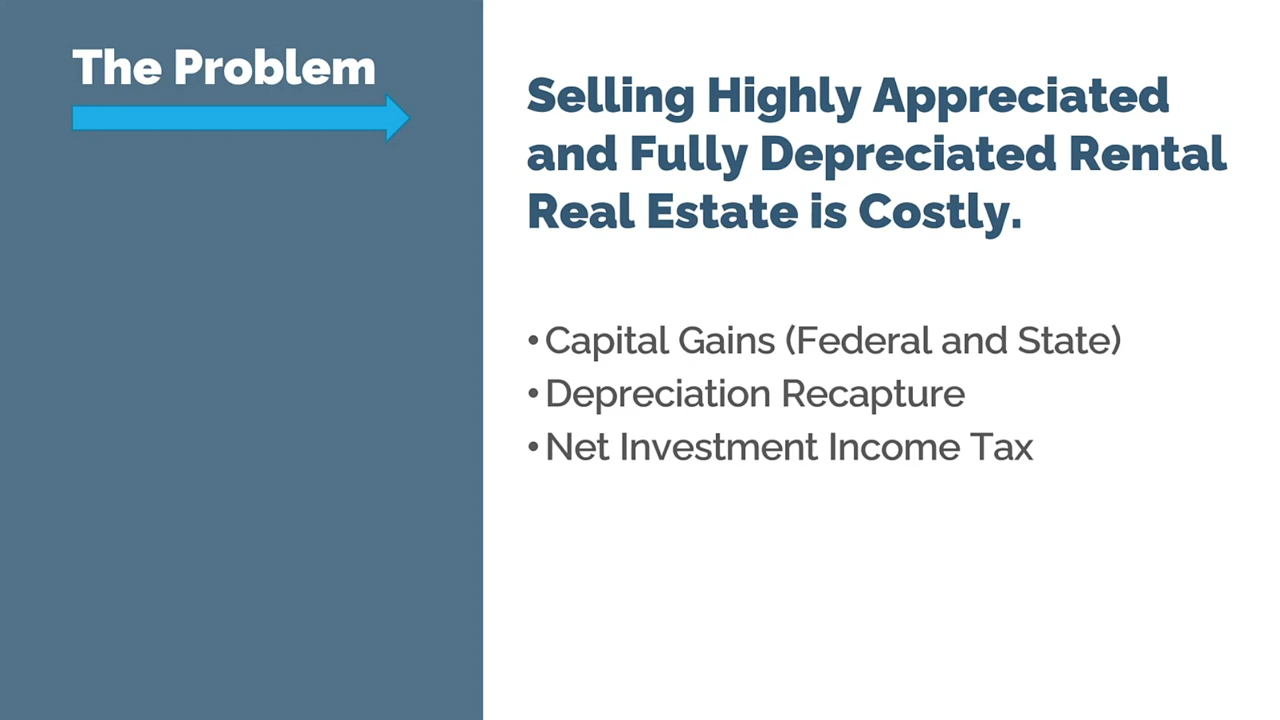 The Problem
Selling Highly Appreciated
and Fully Depreciated Rental
Real Estate is Costly.
• Capital Gains (Federal and State)
• Depreciation Recapture
• Net Investment Income Tax